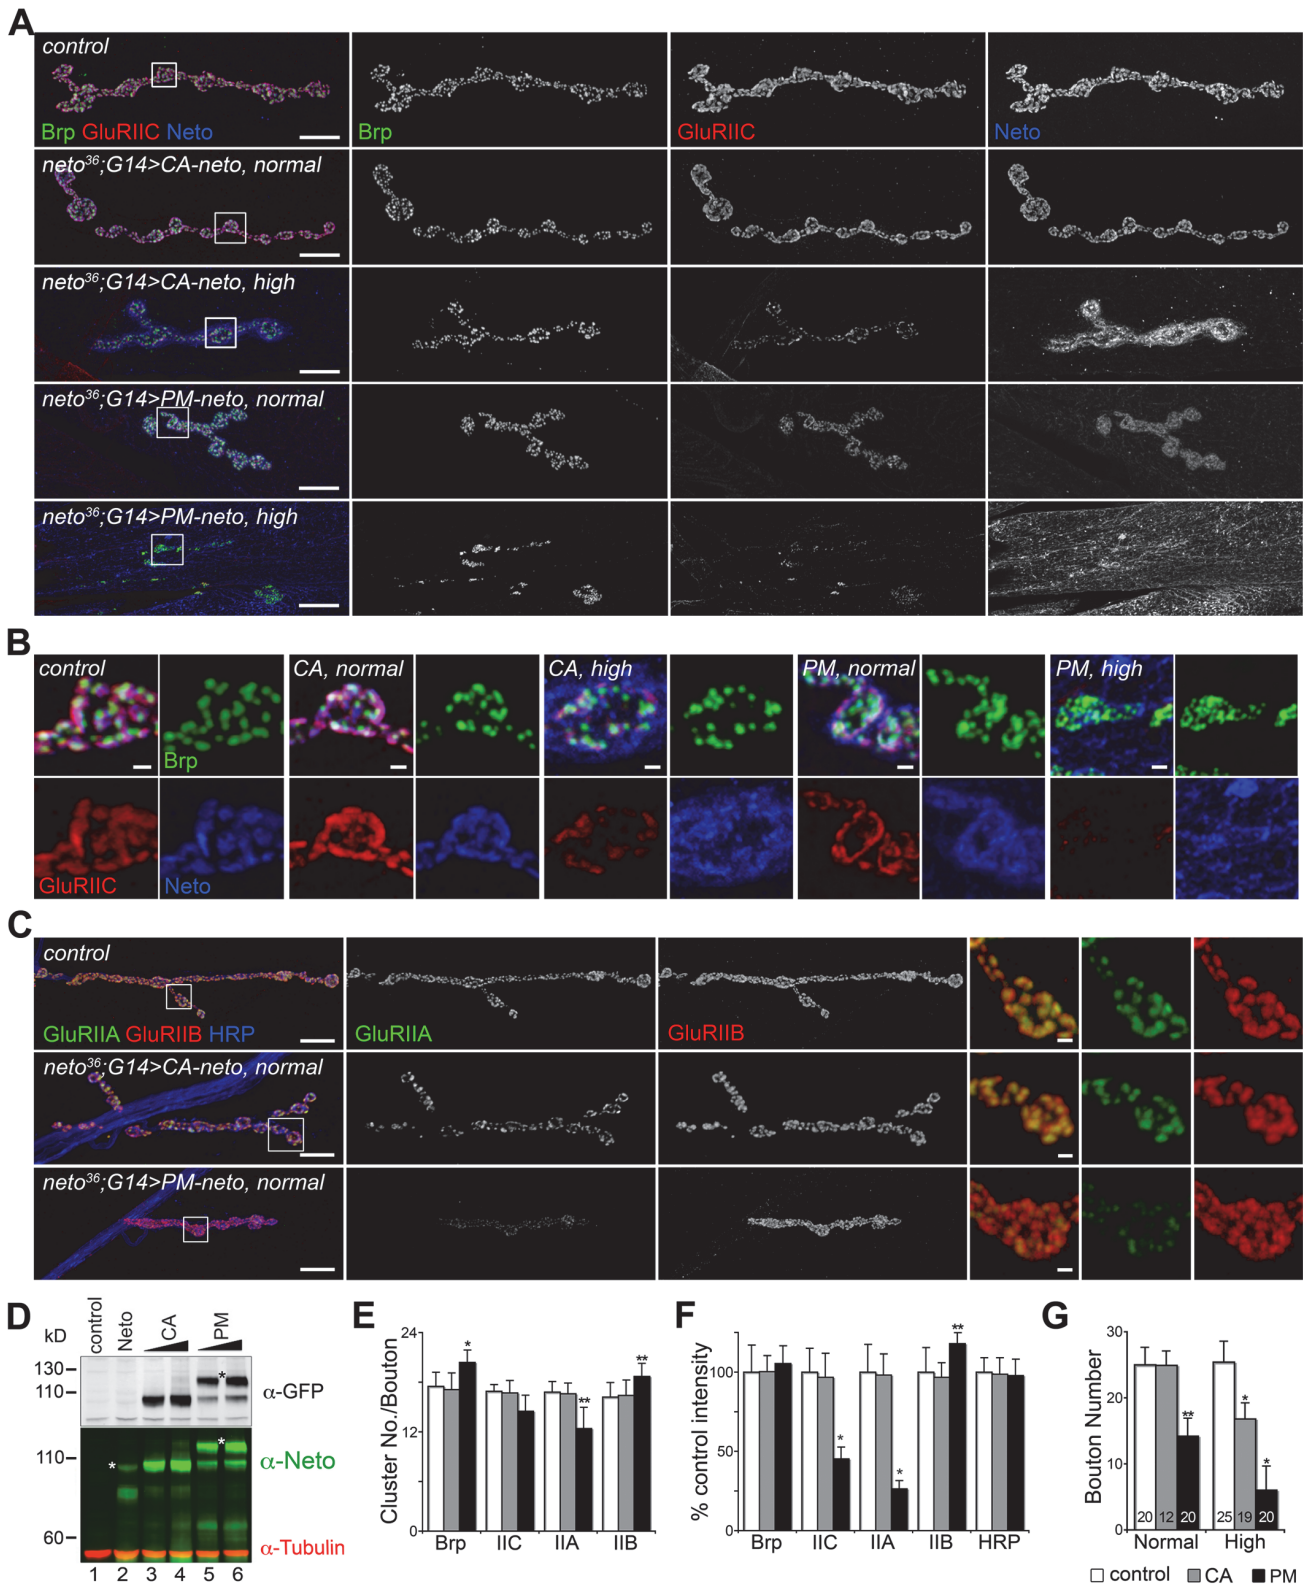 A
control
Brp GluRIIC Neto
Brp
GluRIIC
Neto
neto36;G14>CA-neto, normal
neto36;G14>CA-neto, high
neto36;G14>PM-neto, normal
neto36;G14>PM-neto, high
B
control
CA, normal
CA, high
PM, normal
PM, high
Brp
GluRIIC
Neto
C
control
GluRIIA GluRIIB HRP
GluRIIA
GluRIIB
neto36;G14>CA-neto, normal
neto36;G14>PM-neto, normal
D
kD
control
Neto
CA
PM
130
110
*
α-GFP
110
*
*
α-Neto
60
α-Tubulin
1 2 3 4 5 6
E
Cluster No./Bouton
24
12
0
*
**
**
Brp IIC IIA IIB
F
% control intensity
100
50
0
*
*
**
Brp IIC IIA IIB HRP
G
Bouton Number
30
20
10
0
**
*
*
20 12 20 25 19 20
Normal High
control CA PM